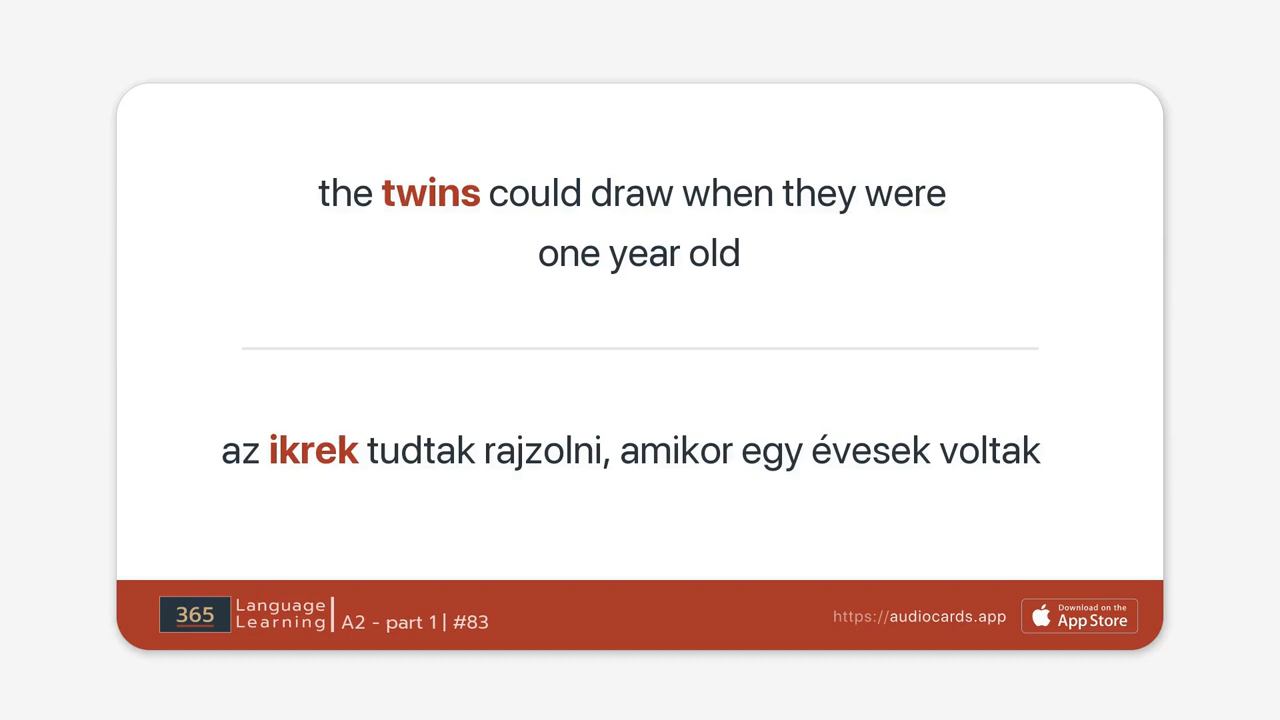 the twins could draw when they were
one year old
az ikrek tudtak rajzolni, amikor egy évesek voltak
365
Language
Learning
A2 - part 1 | #83
https://audiocards.app
Download on the
App Store